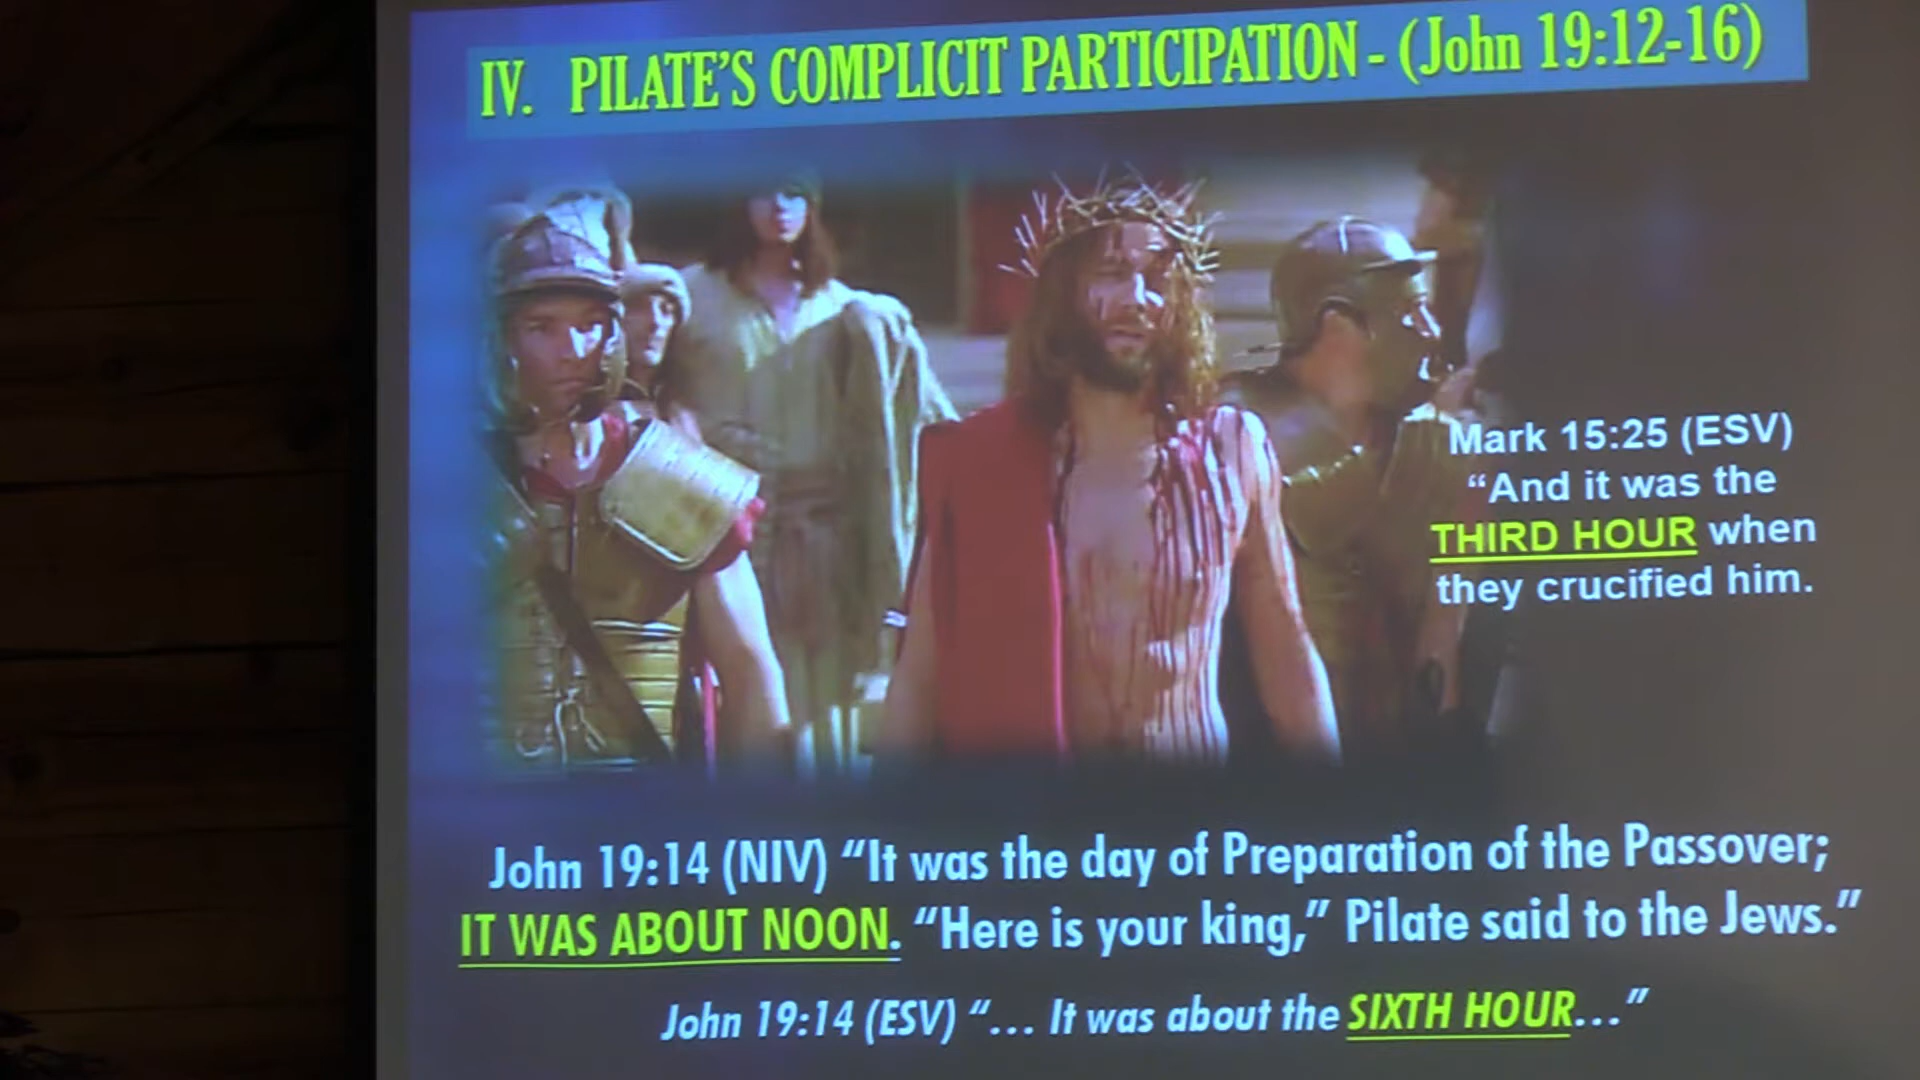 IV. PILATE'S COMPLICIT PARTICIPATION - (John 19:12-16)
Mark 15:25 (ESV)
“And it was the
THIRD HOUR when
they crucified him.
John 19:14 (NIV) “It was the day of Preparation of the Passover;
IT WAS ABOUT NOON. “Here is your king,” Pilate said to the Jews.”
John 19:14 (ESV) “... It was about the SIXTH HOUR...”